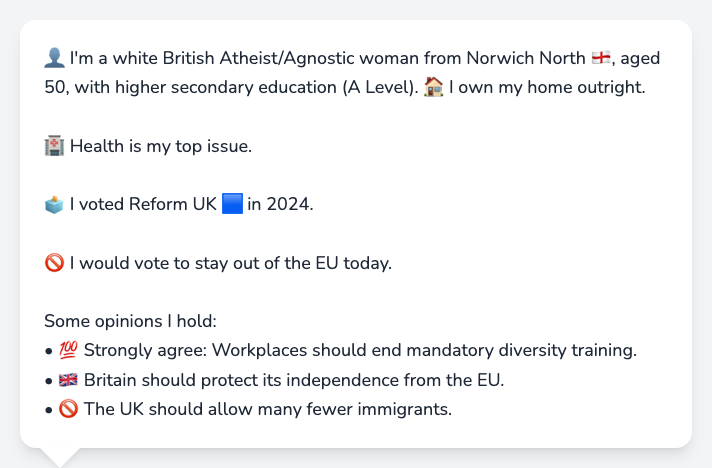 👤 I'm a white British Atheist/Agnostic woman from Norwich North 🏴󠁧󠁢󠁥󠁮󠁧󠁿, aged
50, with higher secondary education (A Level). 🏠 I own my home outright.
🏥 Health is my top issue.
🗳️ I voted Reform UK 🟦 in 2024.
🚫 I would vote to stay out of the EU today.
Some opinions I hold:
• 💯 Strongly agree: Workplaces should end mandatory diversity training.
• 🇬🇧 Britain should protect its independence from the EU.
• 🚫 The UK should allow many fewer immigrants.